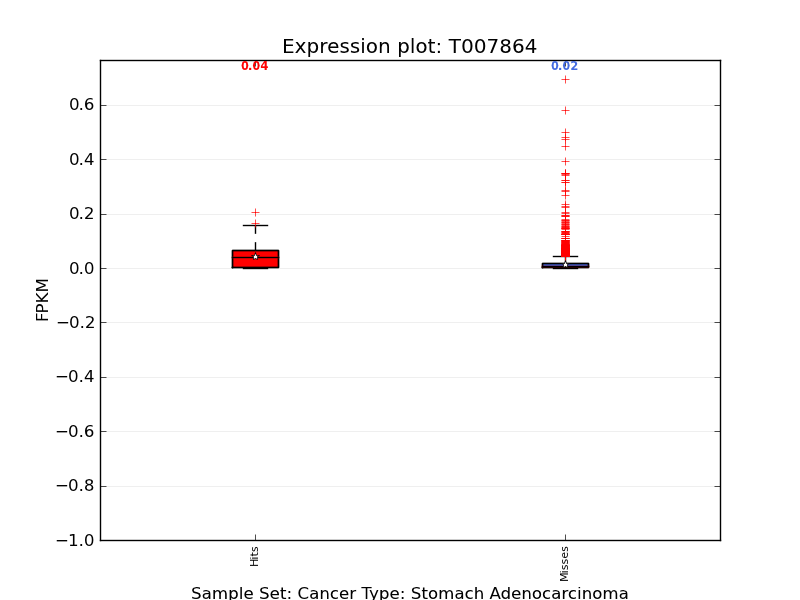 Expression plot: T007864
0.04
0.02
0.6
0.4
0.2
0.0
−0.2
−0.4
−0.6
−0.8
−1.0
FPKM
Hits
Misses
Sample Set: Cancer Type: Stomach Adenocarcinoma